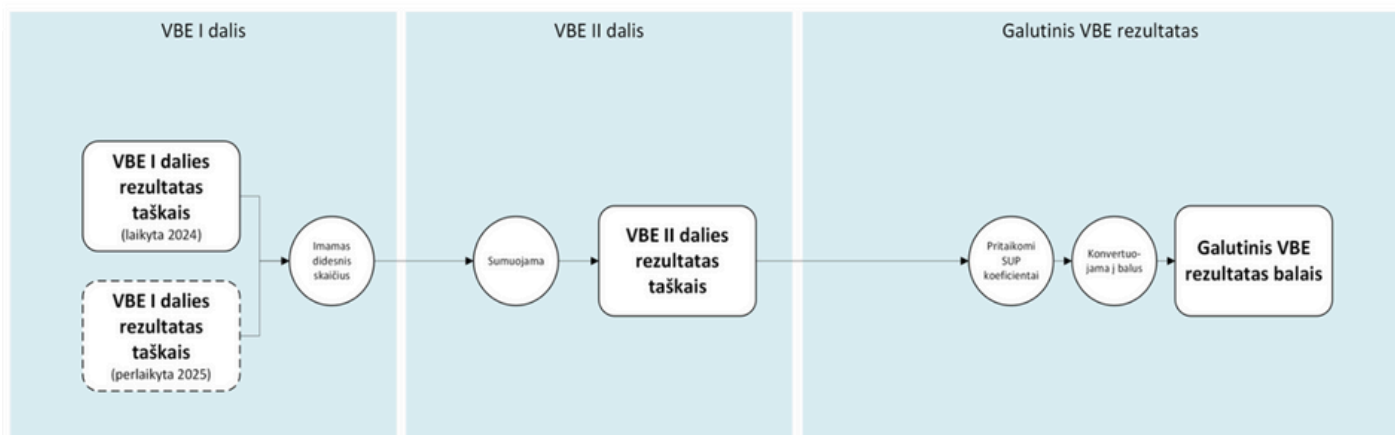 VBE I dalis
VBE I dalies
rezultatas
taškais
(laikyta 2024)
VBE I dalies
rezultatas
taškais
(perlaikyta 2025)
Imamas
didesnis
skaičius
VBE II dalis
Sumuojama
VBE II dalies
rezultatas
taškais
Galutinis VBE rezultatas
Pritaikomi
SUP
koeficientai
Konvertuo-
jama į balus
Galutinis VBE
rezultatas balais